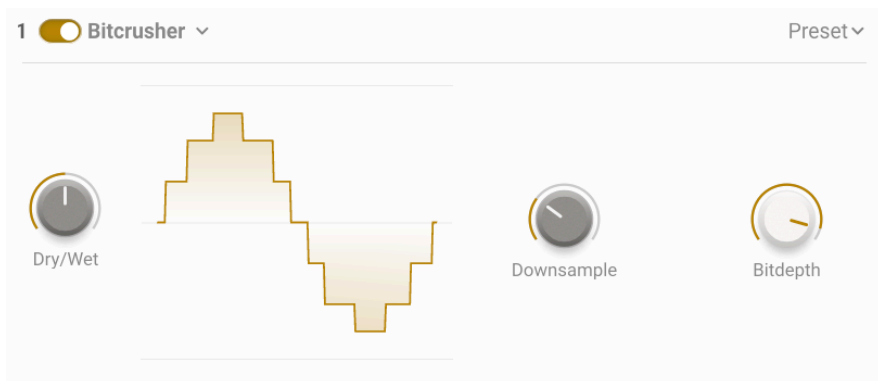 1 Bitcrusher
Preset
Dry/Wet
Downsample
Bitdepth